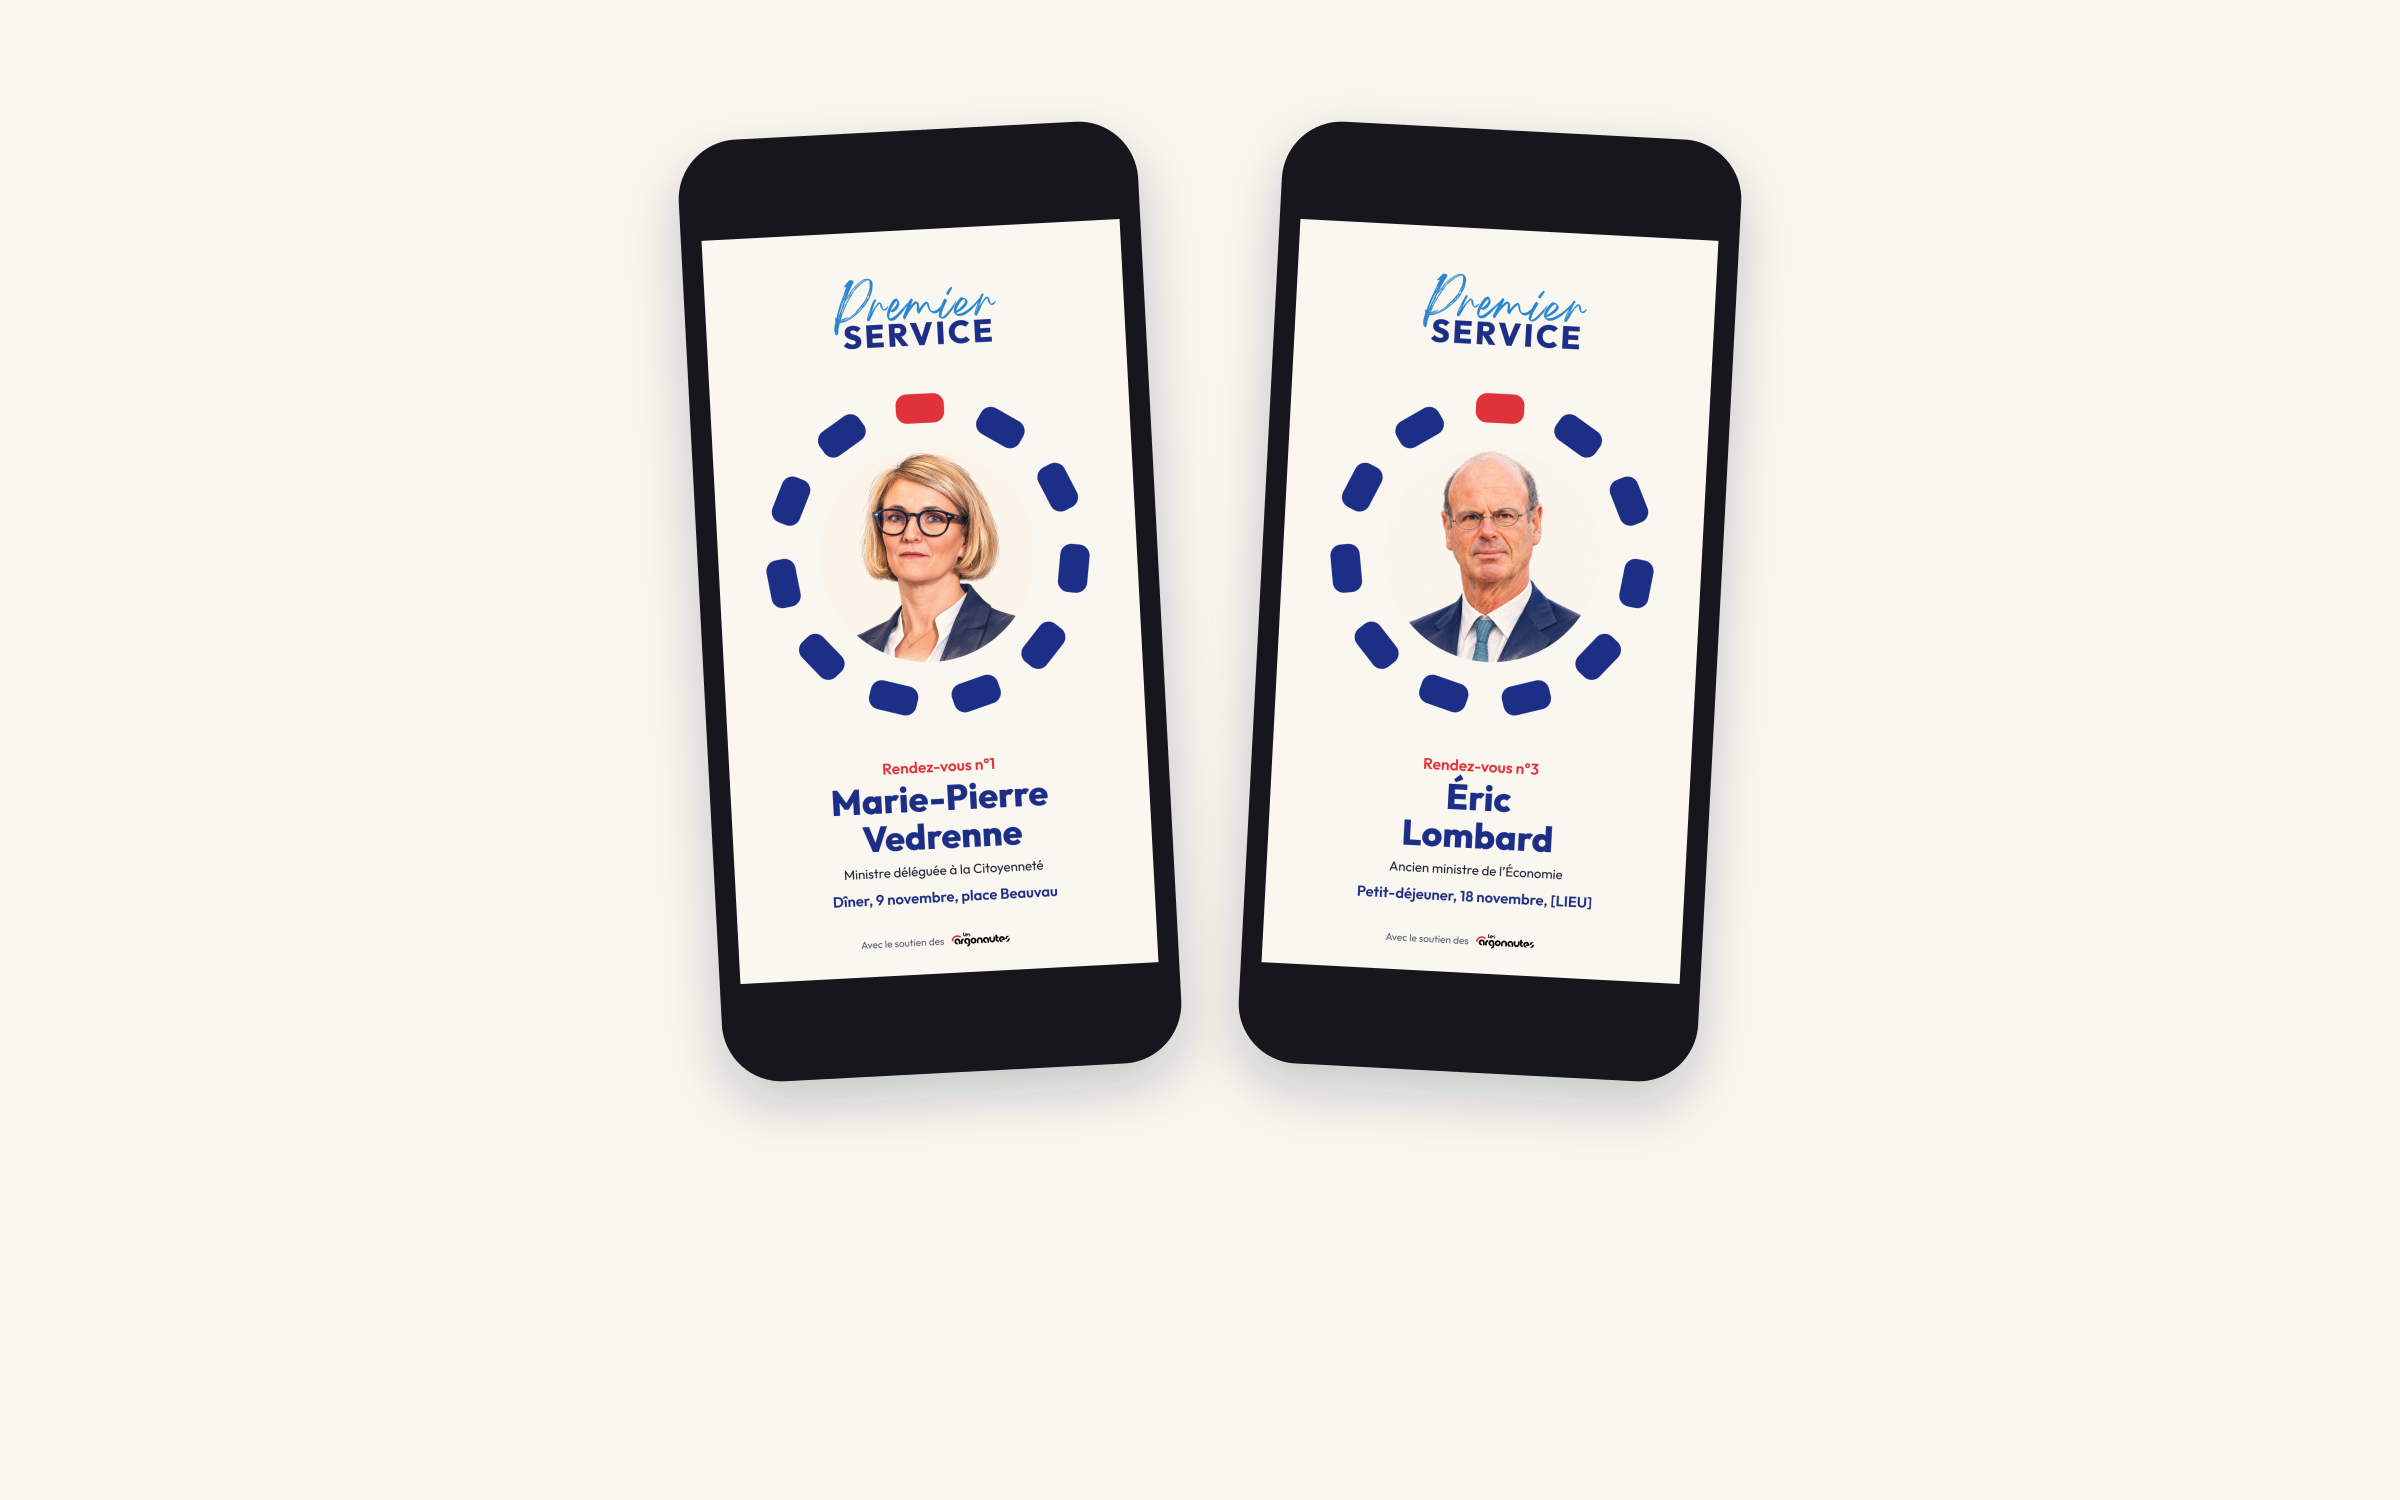 Premier
SERVICE
Rendez-vous n°1
Marie-Pierre
Vedrenne
Ministre déléguée à la Citoyenneté
Dîner, 9 novembre, place Beauvau
Avec le soutien des les argonautes
Premier
SERVICE
Rendez-vous n°3
Éric
Lombard
Ancien ministre de l'Économie
Petit-déjeuner, 18 novembre, [LIEU]
Avec le soutien des les argonautes